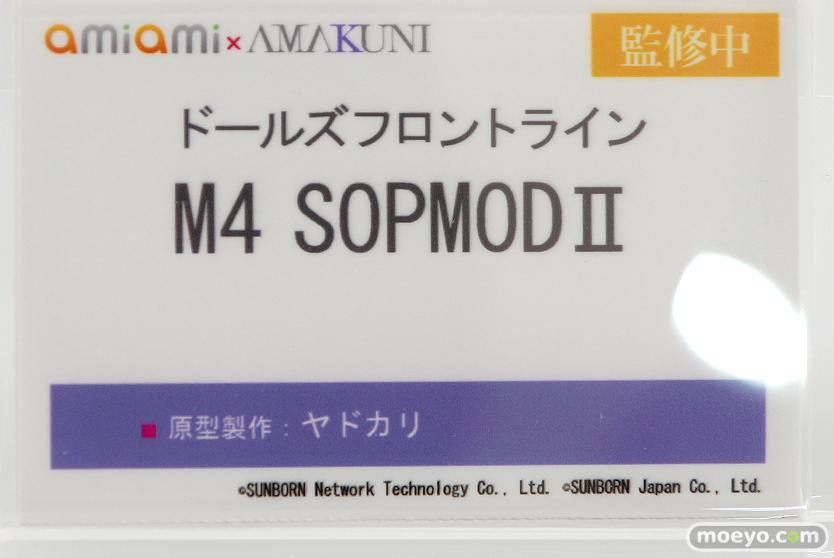 amiami×AMAKUNI
監修中
ドールズフロントライン
M4 SOPMODⅡ
■ 原型製作：ヤドカリ
©SUNBORN Network Technology Co., Ltd. ©SUNBORN Japan Co., Ltd.
moeyo.com